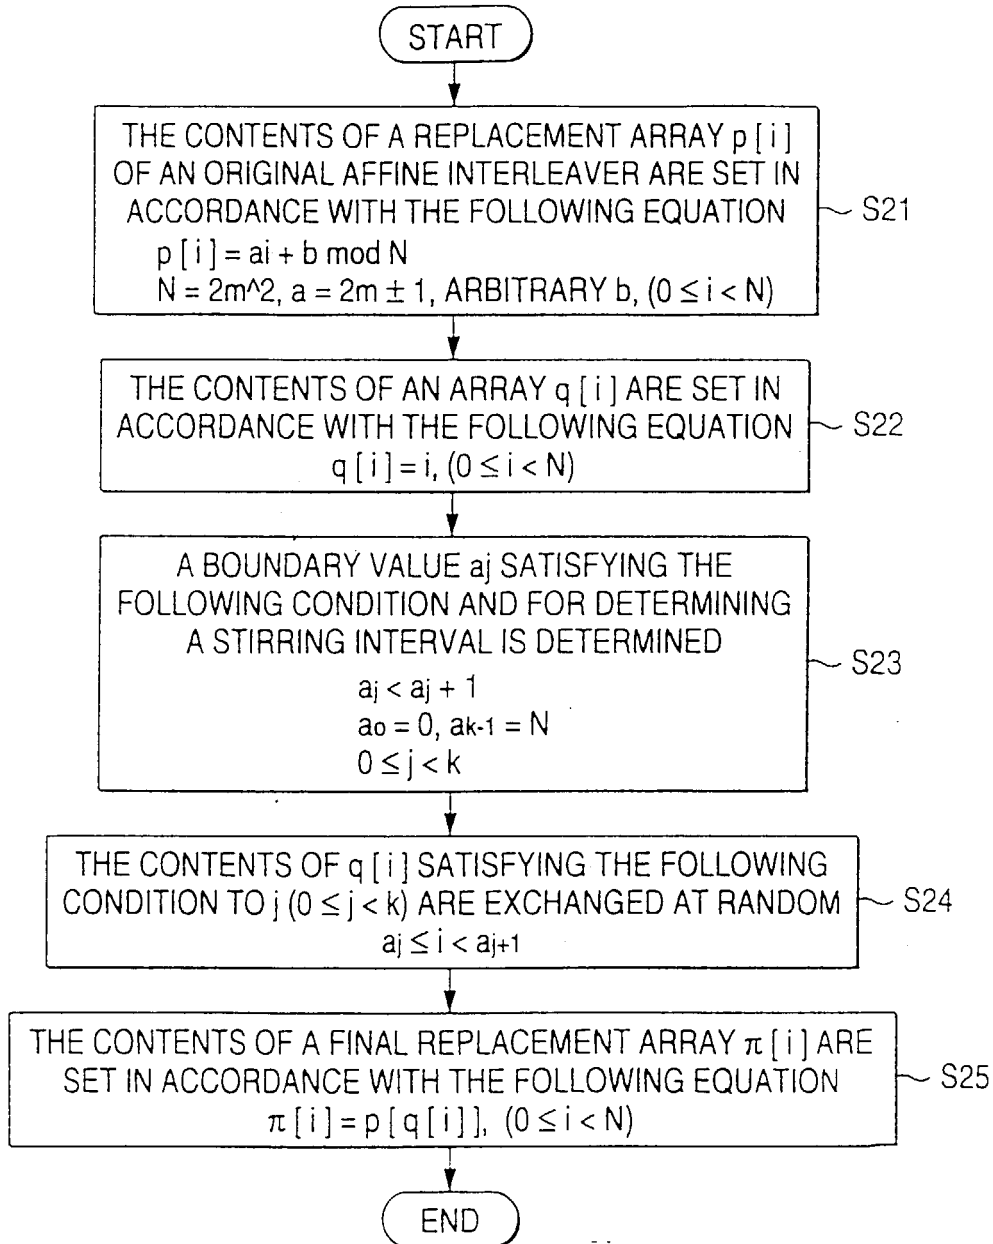 START
THE CONTENTS OF A REPLACEMENT ARRAY p [ i ]
OF AN ORIGINAL AFFINE INTERLEAVER ARE SET IN
ACCORDANCE WITH THE FOLLOWING EQUATION
p [ i ] = ai + b mod N
N = 2m^2, a = 2m ± 1, ARBITRARY b, (0 ≤ i < N)
S21
THE CONTENTS OF AN ARRAY q [ i ] ARE SET IN
ACCORDANCE WITH THE FOLLOWING EQUATION
q [ i ] = i, (0 ≤ i < N)
S22
A BOUNDARY VALUE aj SATISFYING THE
FOLLOWING CONDITION AND FOR DETERMINING
A STIRRING INTERVAL IS DETERMINED
aj < aj + 1
a0 = 0, ak-1 = N
0 ≤ j < k
S23
THE CONTENTS OF q [ i ] SATISFYING THE FOLLOWING
CONDITION TO j (0 ≤ j < k) ARE EXCHANGED AT RANDOM
aj ≤ i < aj+1
S24
THE CONTENTS OF A FINAL REPLACEMENT ARRAY π [ i ] ARE
SET IN ACCORDANCE WITH THE FOLLOWING EQUATION
π [ i ] = p [ q [ i ] ], (0 ≤ i < N)
S25
END